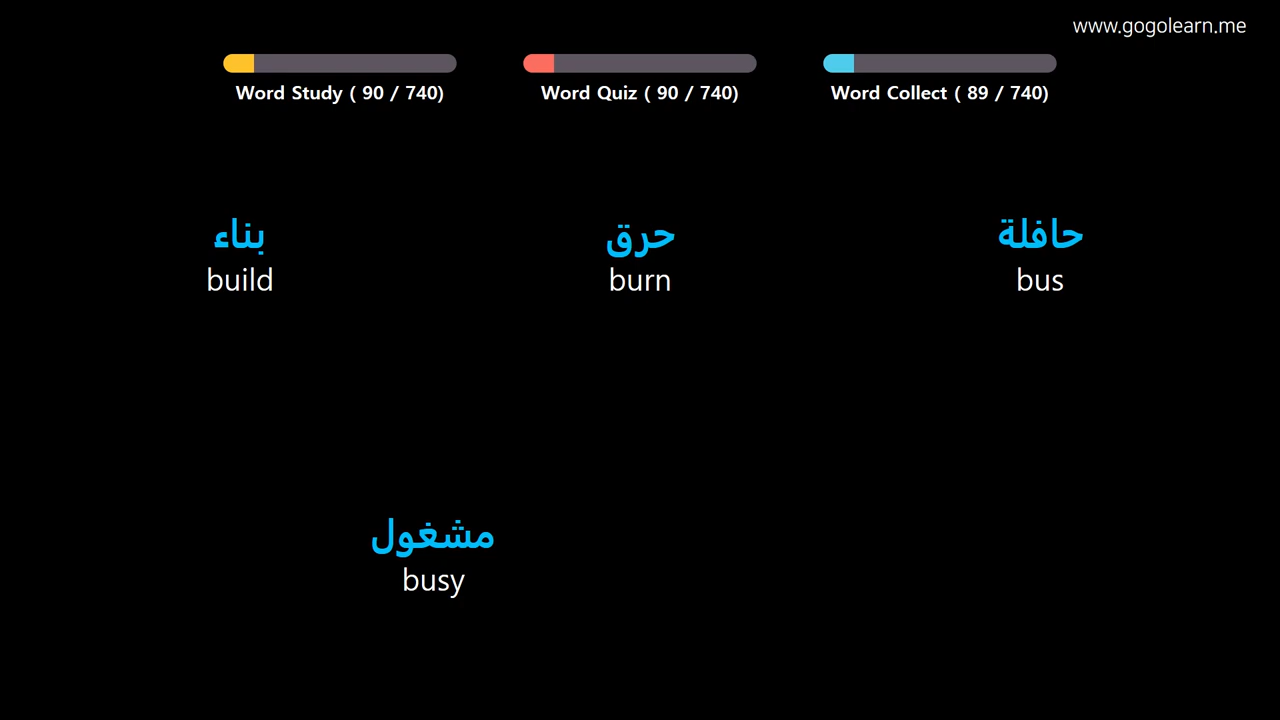 www.gogolearn.me
Word Study ( 90 / 740)
Word Quiz ( 90 / 740)
Word Collect ( 89 / 740)
بناء
build
حرق
burn
حافلة
bus
مشغول
busy